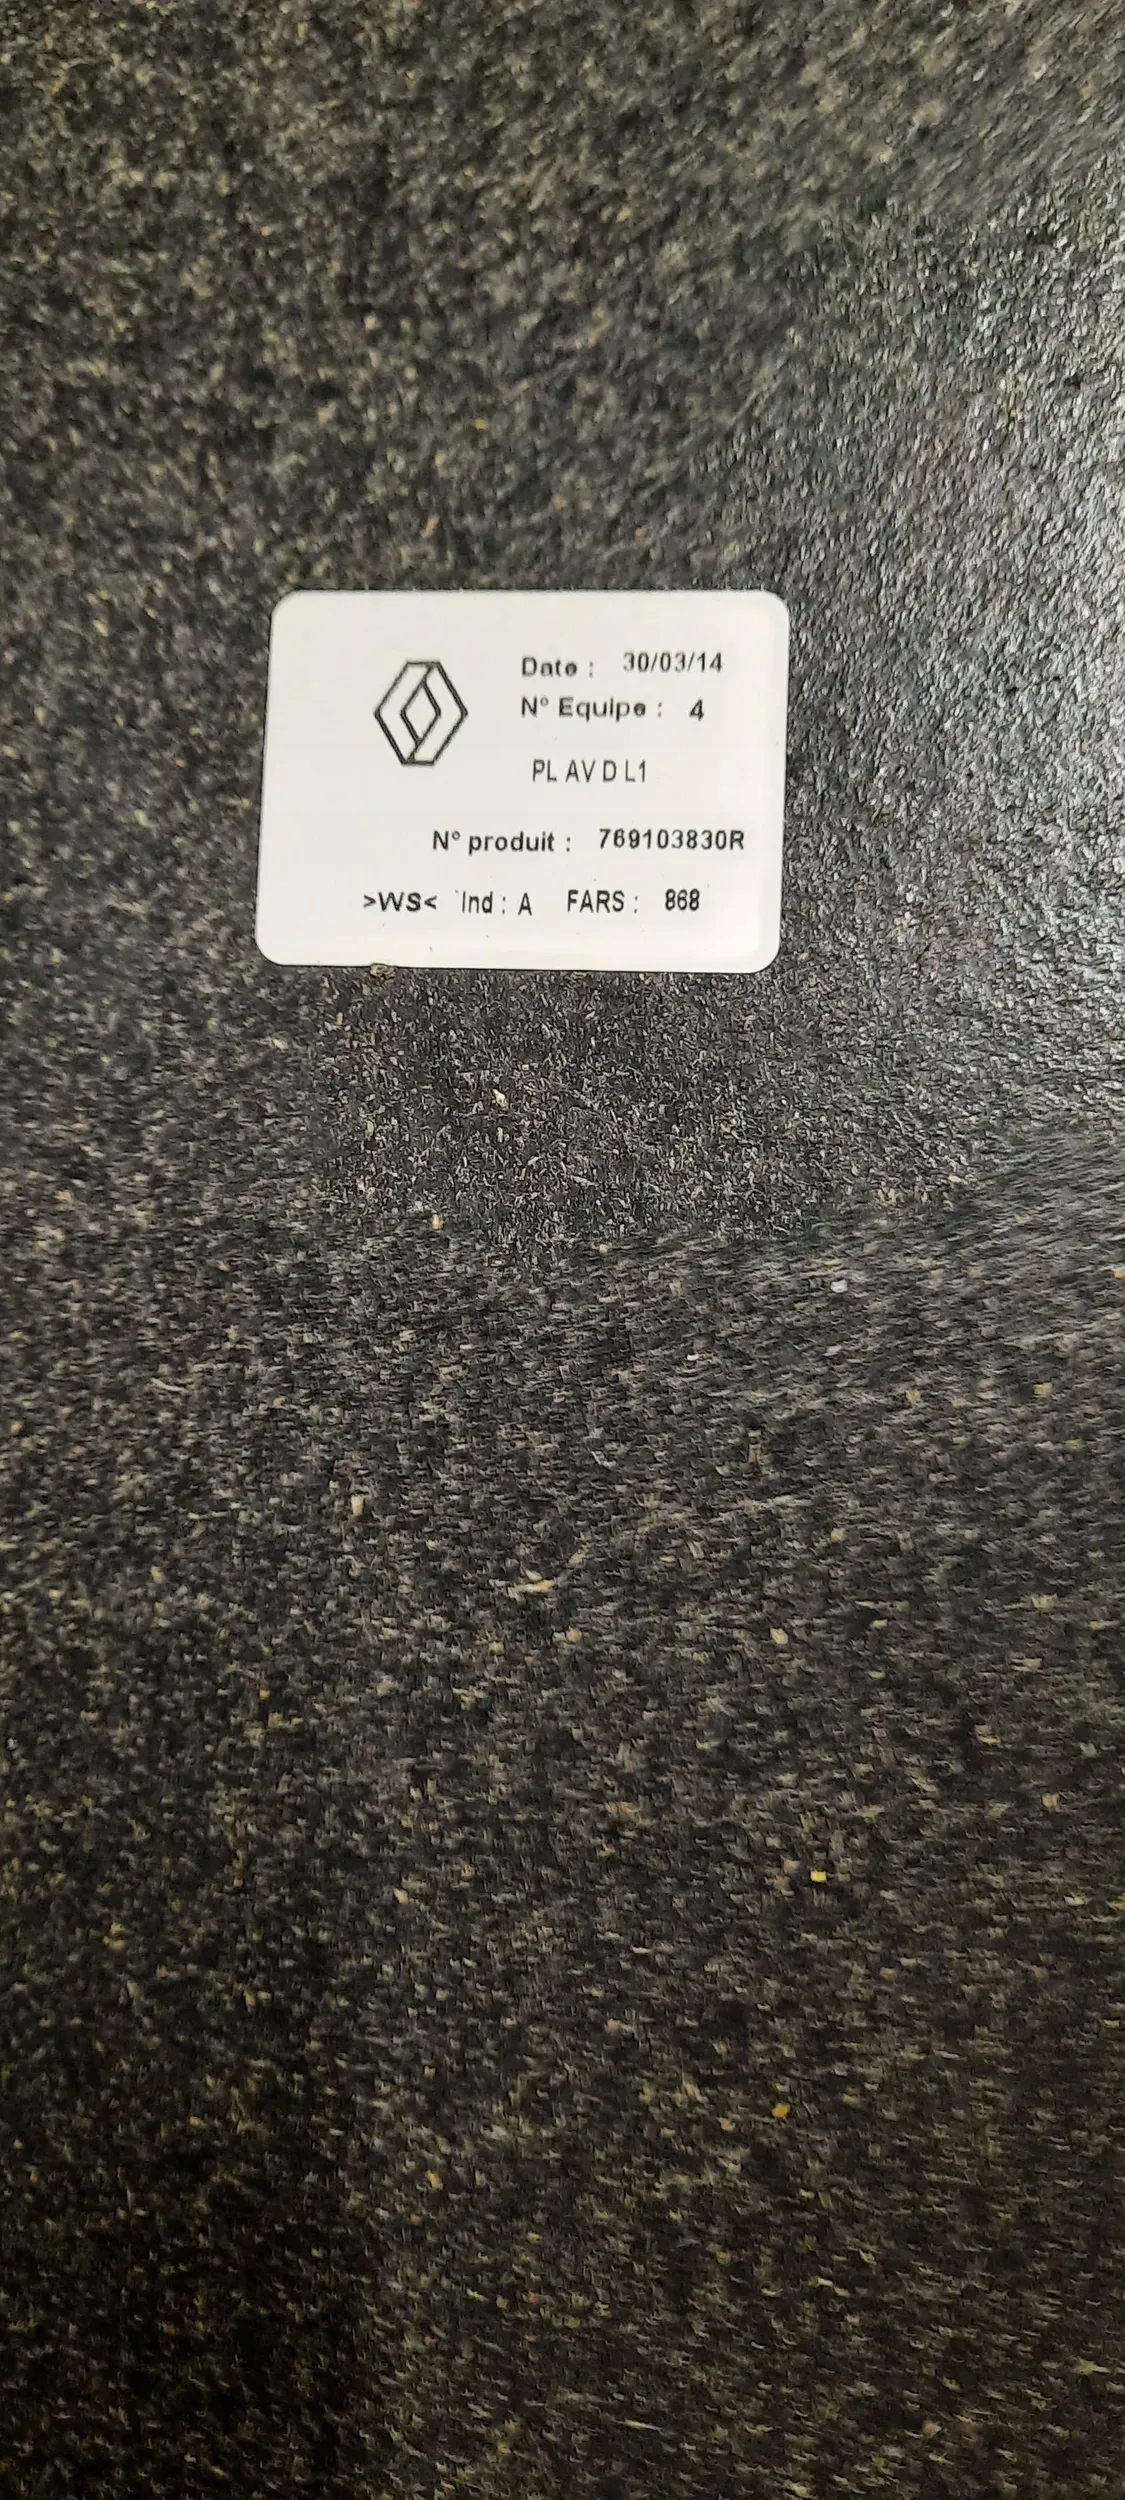 Date : 30/03/14
N° Equipe : 4
PL AV D L1
N° produit : 769103830R
>WS< Ind : A FARS : 868